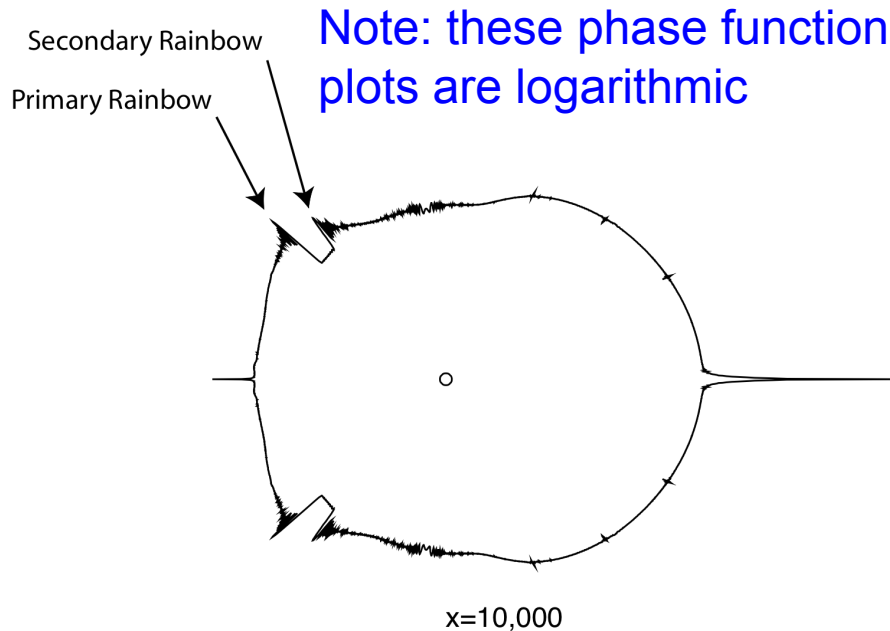 Note: these phase function
plots are logarithmic
Secondary Rainbow
Primary Rainbow
x=10,000